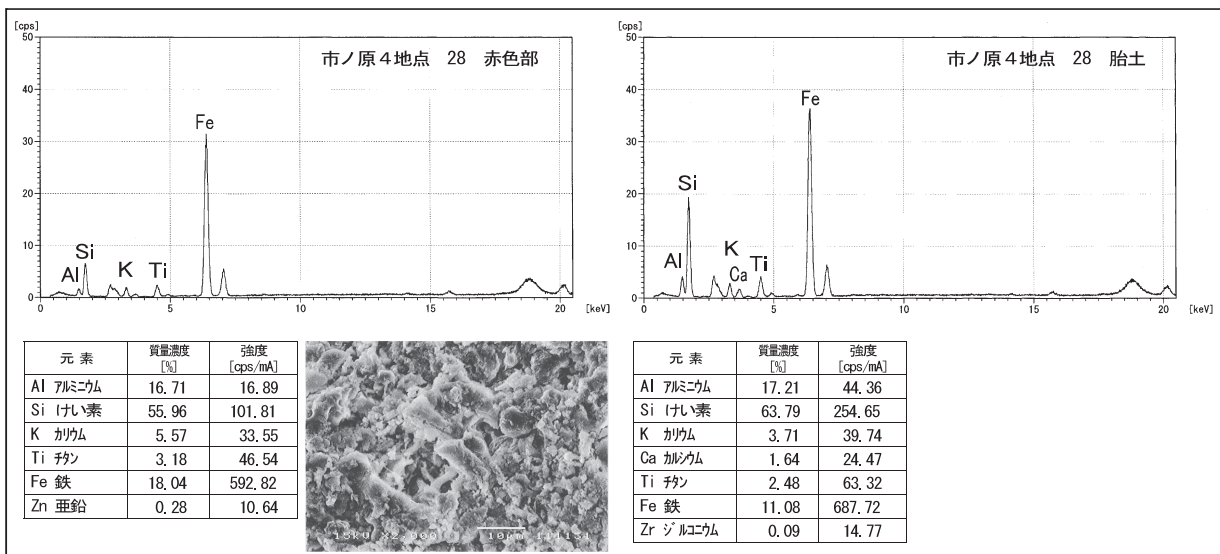 [cps]
50
40
30
20
10
0
0 5 10 15 20 [keV]
市ノ原4地点 28 赤色部
Fe
Si
Al K Ti
[cps]
50
40
30
20
10
0
0 5 10 15 20 [keV]
市ノ原4地点 28 胎土
Fe
Si
K
Al Ca Ti
元素 質量濃度[%] 強度[cps/mA]
Al アルミニウム 16.71 16.89
Si けい素 55.96 101.81
K カリウム 5.57 33.55
Ti チタン 3.18 46.54
Fe 鉄 18.04 592.82
Zn 亜鉛 0.28 10.64
15KU X2,000 10μm
元素 質量濃度[%] 強度[cps/mA]
Al アルミニウム 17.21 44.36
Si けい素 63.79 254.65
K カリウム 3.71 39.74
Ca カルシウム 1.64 24.47
Ti チタン 2.48 63.32
Fe 鉄 11.08 687.72
Zr ジルコニウム 0.09 14.77